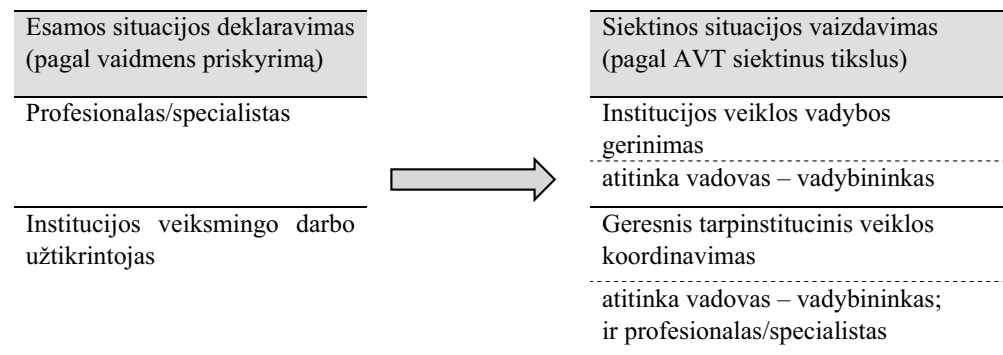 Esamos situacijos deklaravimas
(pagal vaidmens priskyrimą)
Profesionalas/specialistas
Institucijos veiksmingo darbo
užtikrintojas
Siektinos situacijos vaizdavimas
(pagal AVT siektinus tikslus)
Institucijos veiklos vadybos
gerinimas
atitinka vadovas – vadybininkas
Geresnis tarpinstitucinis veiklos
koordinavimas
atitinka vadovas – vadybininkas;
ir profesionalas/specialistas